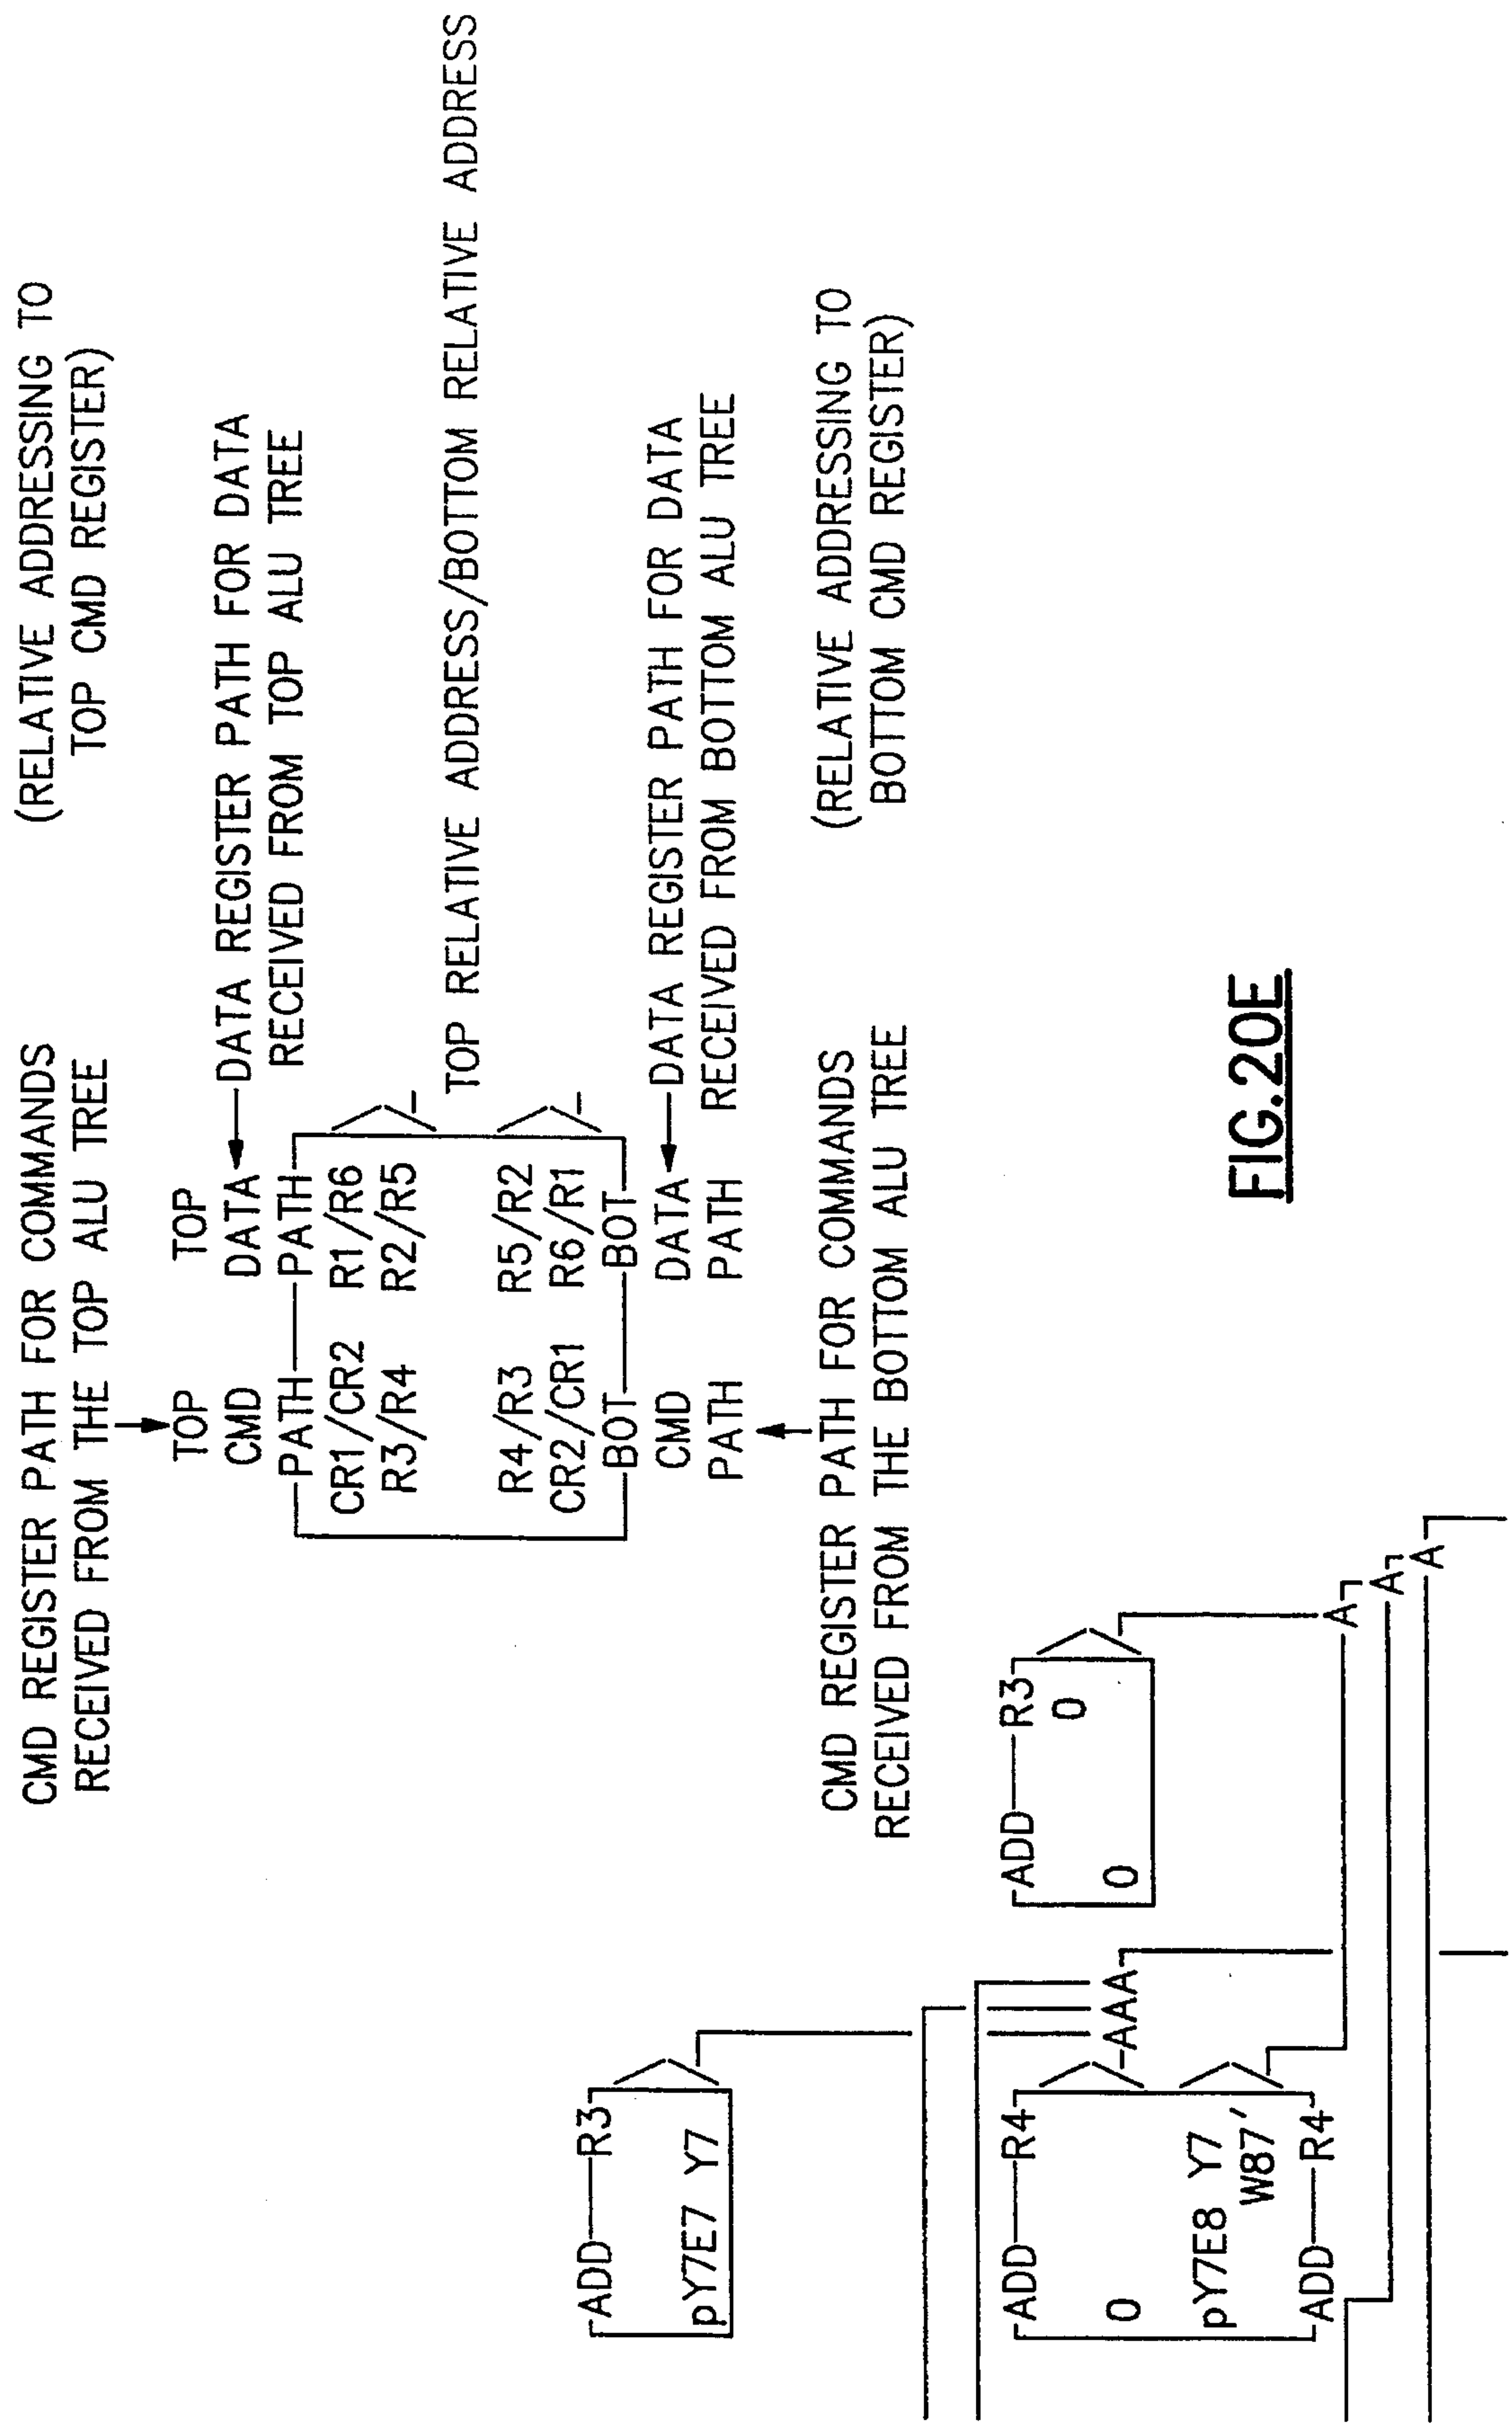 CMD REGISTER PATH FOR COMMANDS
RECEIVED FROM THE TOP ALU TREE
(RELATIVE ADDRESSING TO
TOP CMD REGISTER)
TOP TOP
CMD DATA
DATA REGISTER PATH FOR DATA
RECEIVED FROM TOP ALU TREE
PATH PATH
CR1/CR2 R1/R6
R3/R4 R2/R5
TOP RELATIVE ADDRESS/BOTTOM RELATIVE ADDRESS
R4/R3 R5/R2
CR2/CR1 R6/R1
BOT BOT
CMD DATA
PATH PATH
DATA REGISTER PATH FOR DATA
RECEIVED FROM BOTTOM ALU TREE
CMD REGISTER PATH FOR COMMANDS
RECEIVED FROM THE BOTTOM ALU TREE
(RELATIVE ADDRESSING TO
BOTTOM CMD REGISTER)
ADD R3
pY7E7 Y7
ADD R4
0
pY7E8 Y7
W87'
ADD R4
AAA
ADD R3
0
0
A
A
A
FIG.20E